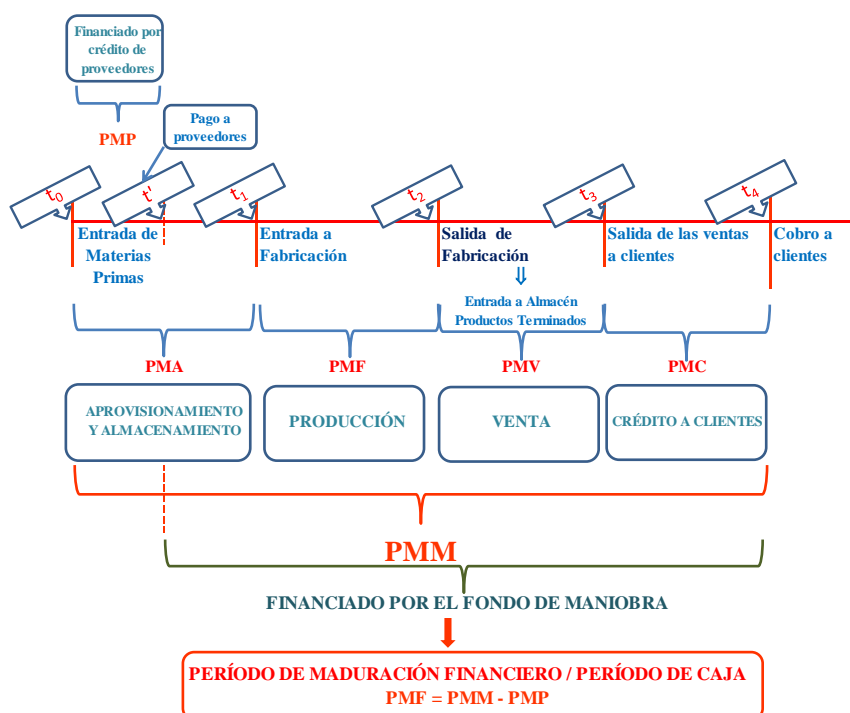 Financiado por
crédito de
proveedores
Pago a
proveedores
PMP
t₀
t'
t₁
t₂
t₃
t₄
Entrada de
Materias
Primas
Entrada a
Fabricación
Salida de
Fabricación
⇓
Entrada a Almacén
Productos Terminados
Salida de las ventas
a clientes
Cobro a
clientes
PMA
PMF
PMV
PMC
APROVISIONAMIENTO
Y ALMACENAMIENTO
PRODUCCIÓN
VENTA
CRÉDITO A CLIENTES
PMM
FINANCIADO POR EL FONDO DE MANIOBRA
PERÍODO DE MADURACIÓN FINANCIERO / PERÍODO DE CAJA
PMF = PMM - PMP